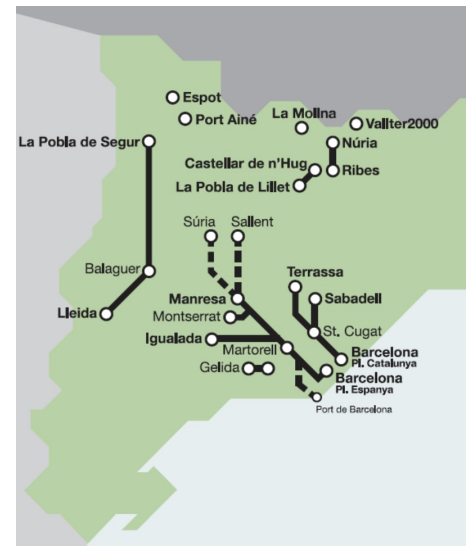 Espot
Port Ainé
La Mollna
Vallter2000
La Pobla de Segur
Núria
Castellar de n'Hug
Ribes
La Pobla de Lillet
Súria
Sallent
Balaguer
Terrassa
Manresa
Sabadell
Lleida
Montserrat
Igualada
St. Cugat
Martorell
Barcelona
Pl. Catalunya
Gelida
Barcelona
Pl. Espanya
Port de Barcelona